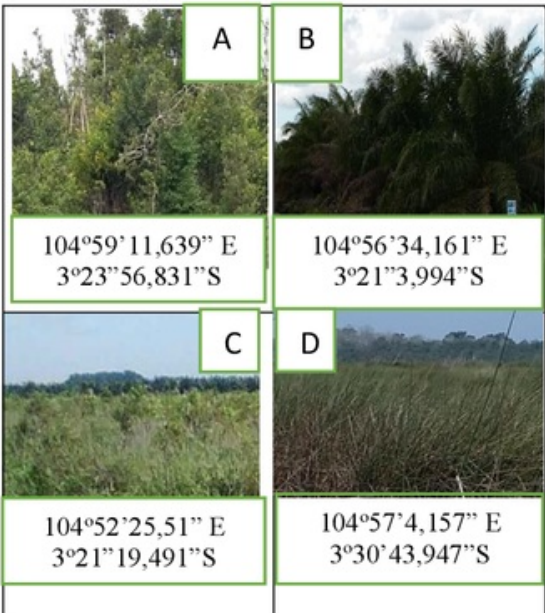 A
B
104º59’11,639” E
3º23”56,831”S
104º56’34,161” E
3º21”3,994”S
C
D
104º52’25,51” E
3º21”19,491”S
104º57’4,157” E
3º30’43,947”S